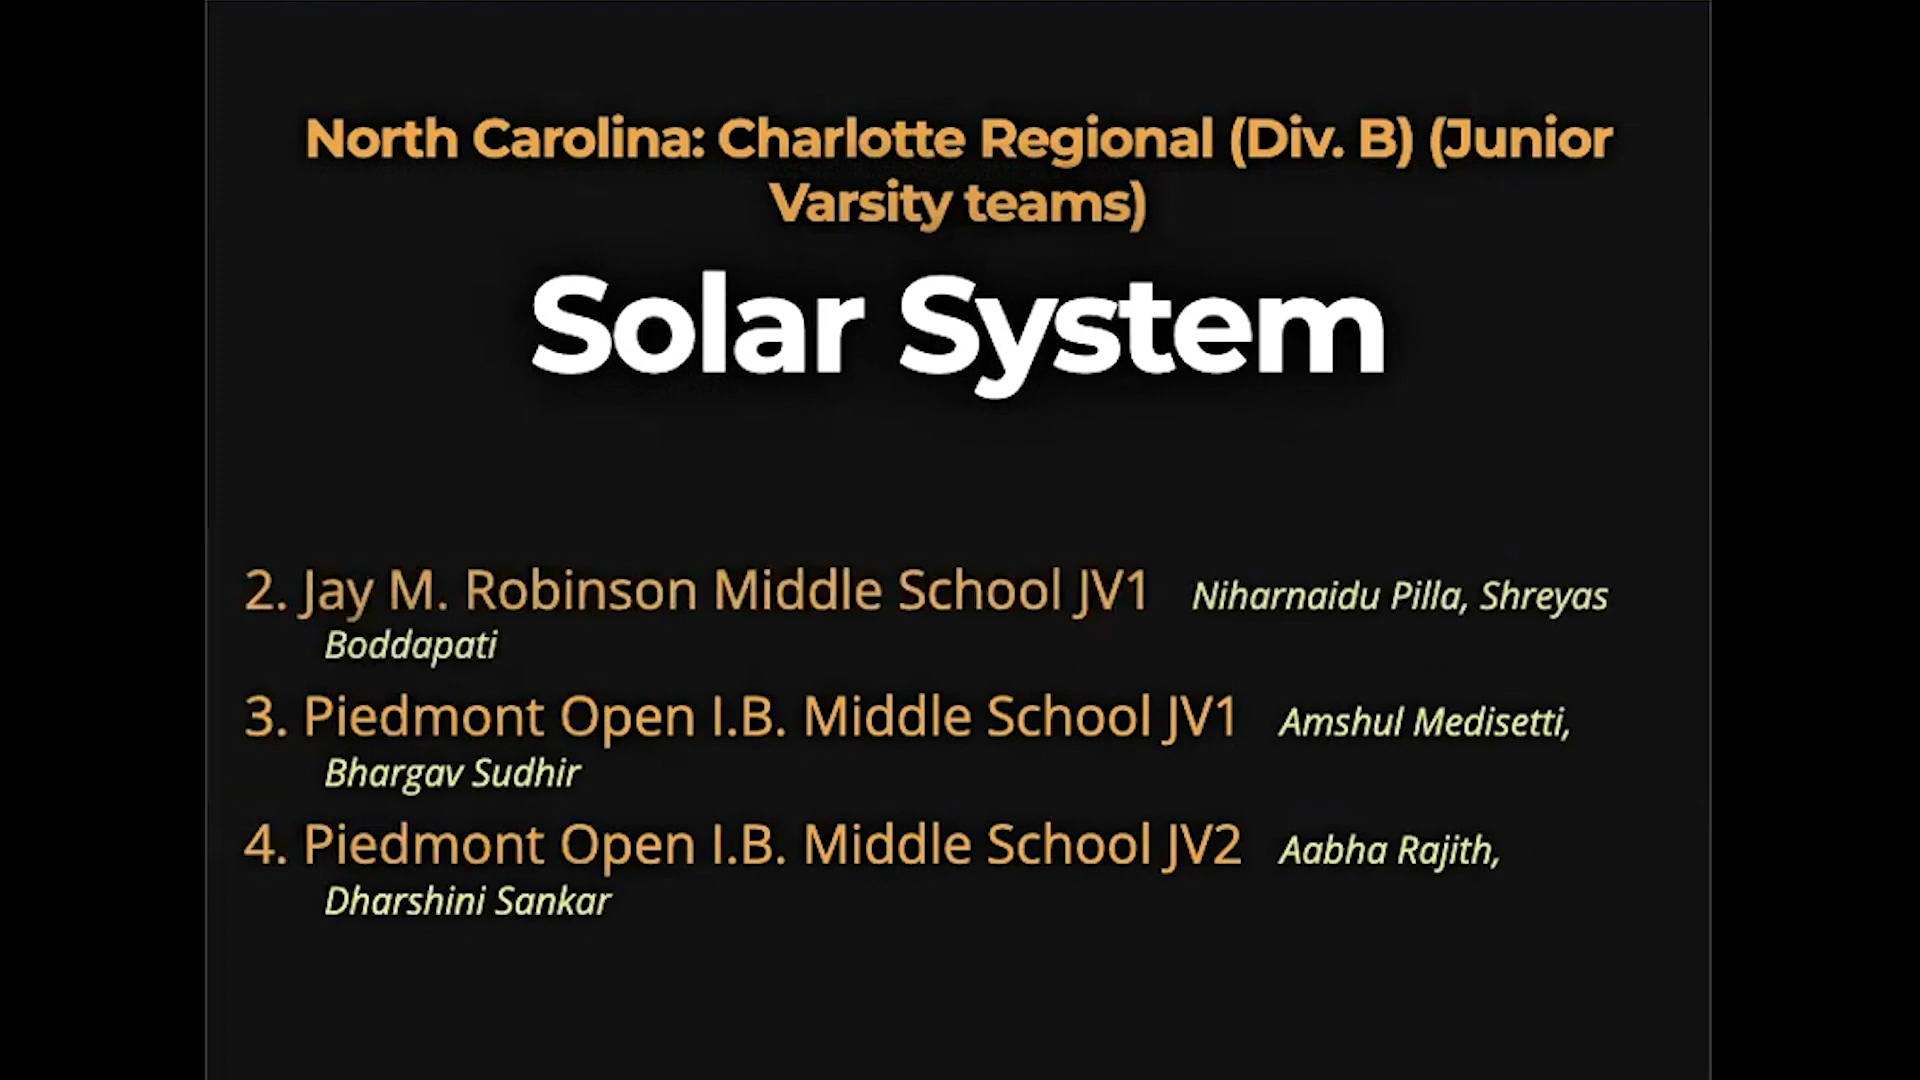 North Carolina: Charlotte Regional (Div. B) (Junior
Varsity teams)
Solar System
2. Jay M. Robinson Middle School JV1 Niharnaidu Pilla, Shreyas
Boddapati
3. Piedmont Open I.B. Middle School JV1 Amshul Medisetti,
Bhargav Sudhir
4. Piedmont Open I.B. Middle School JV2 Aabha Rajith,
Dharshini Sankar